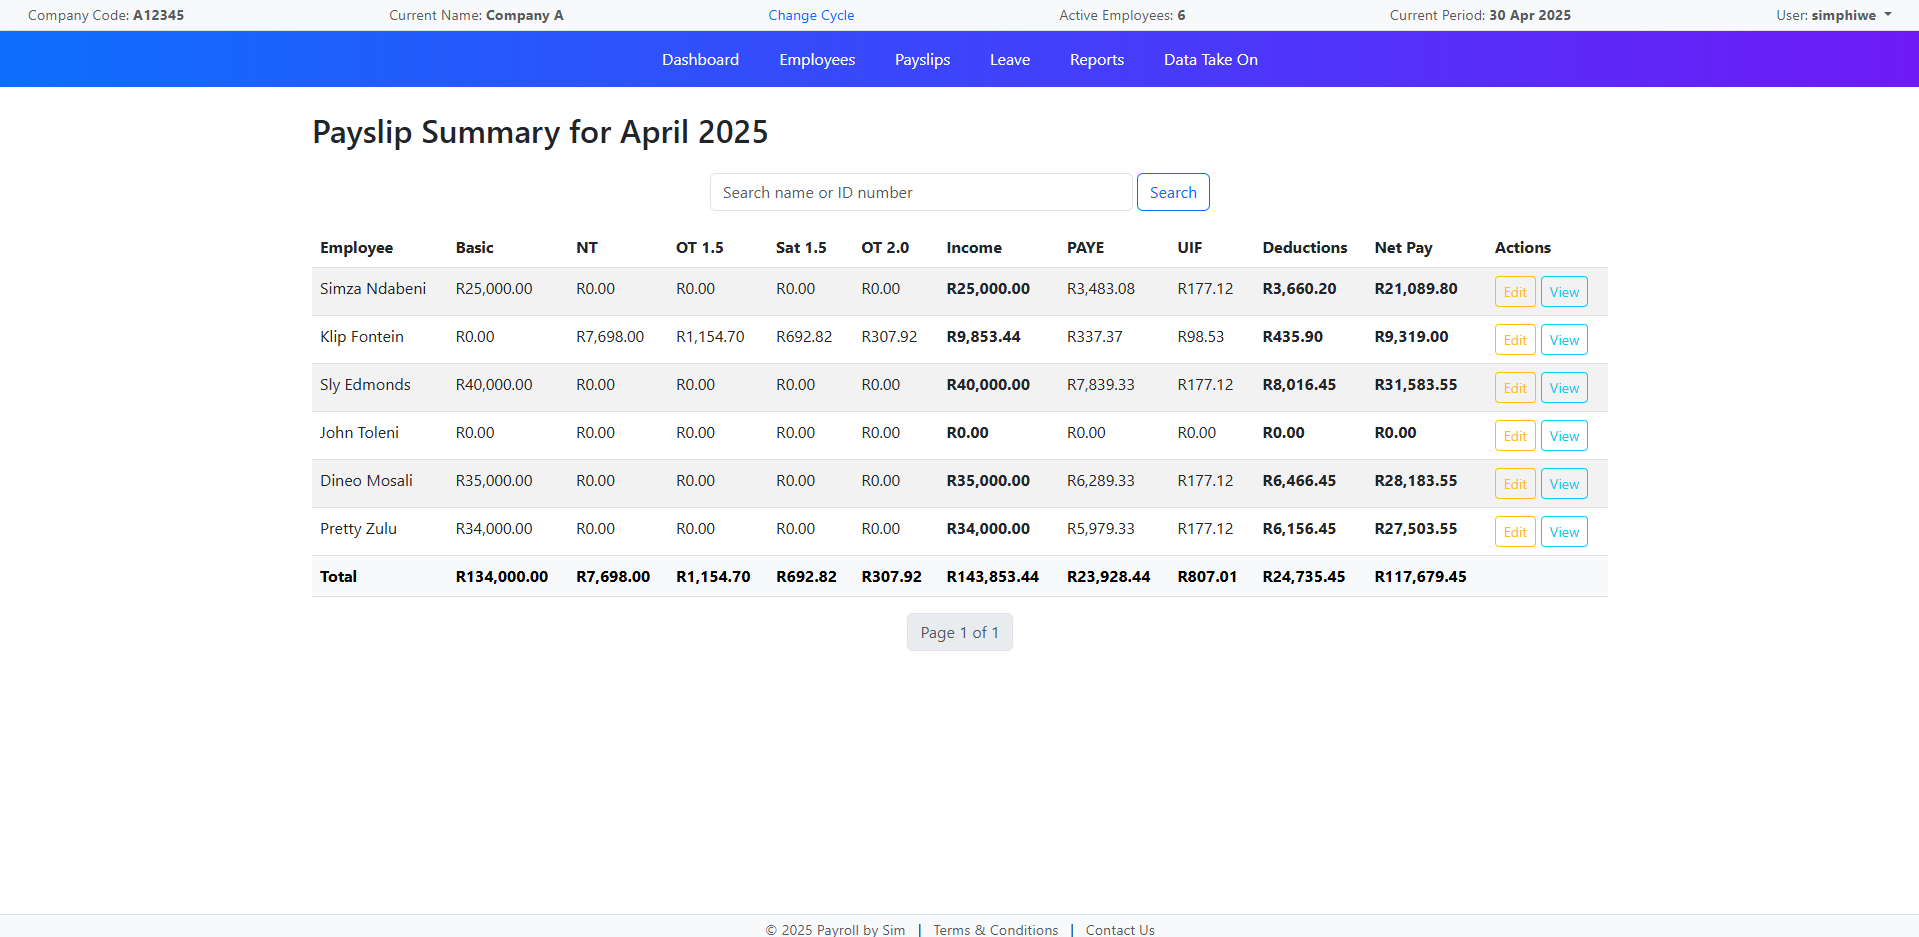 Company Code: A12345 Current Name: Company A Change Cycle Active Employees: 6 Current Period: 30 Apr 2025 User: simphiwe
Dashboard Employees Payslips Leave Reports Data Take On
Payslip Summary for April 2025
Search name or ID number Search
Employee Basic NT OT 1.5 Sat 1.5 OT 2.0 Income PAYE UIF Deductions Net Pay Actions
Simza Ndabeni R25,000.00 R0.00 R0.00 R0.00 R0.00 R25,000.00 R3,483.08 R177.12 R3,660.20 R21,089.80 Edit View
Klip Fontein R0.00 R7,698.00 R1,154.70 R692.82 R307.92 R9,853.44 R337.37 R98.53 R435.90 R9,319.00 Edit View
Sly Edmonds R40,000.00 R0.00 R0.00 R0.00 R0.00 R40,000.00 R7,839.33 R177.12 R8,016.45 R31,583.55 Edit View
John Toleni R0.00 R0.00 R0.00 R0.00 R0.00 R0.00 R0.00 R0.00 R0.00 R0.00 Edit View
Dineo Mosali R35,000.00 R0.00 R0.00 R0.00 R0.00 R35,000.00 R6,289.33 R177.12 R6,466.45 R28,183.55 Edit View
Pretty Zulu R34,000.00 R0.00 R0.00 R0.00 R0.00 R34,000.00 R5,979.33 R177.12 R6,156.45 R27,503.55 Edit View
Total R134,000.00 R7,698.00 R1,154.70 R692.82 R307.92 R143,853.44 R23,928.44 R807.01 R24,735.45 R117,679.45
Page 1 of 1
© 2025 Payroll by Sim | Terms & Conditions | Contact Us